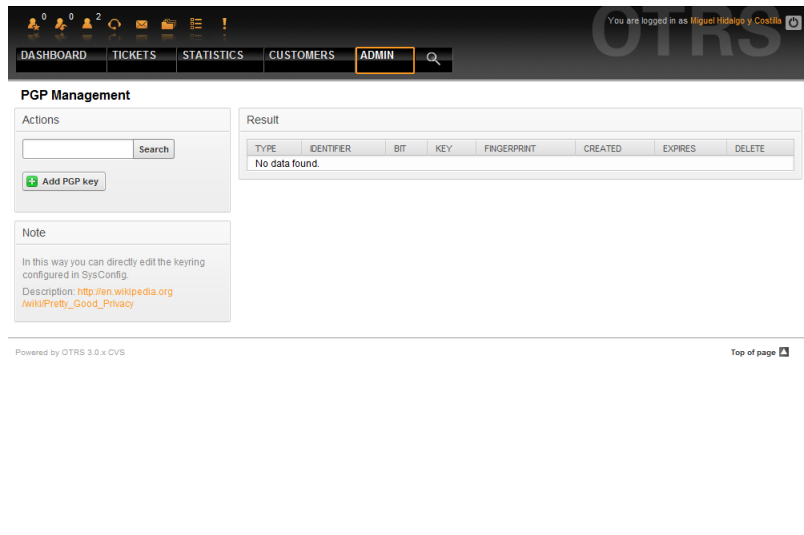 0 0 2
You are logged in as Miguel Hidalgo y Costilla
OTRS
DASHBOARD TICKETS STATISTICS CUSTOMERS ADMIN
PGP Management
Actions
Search
Add PGP key
Note
In this way you can directly edit the keyring
configured in SysConfig.
Description: http://en.wikipedia.org
/wiki/Pretty_Good_Privacy
Result
TYPE IDENTIFIER BIT KEY FINGERPRINT CREATED EXPIRES DELETE
No data found.
Powered by OTRS 3.0.x CVS
Top of page